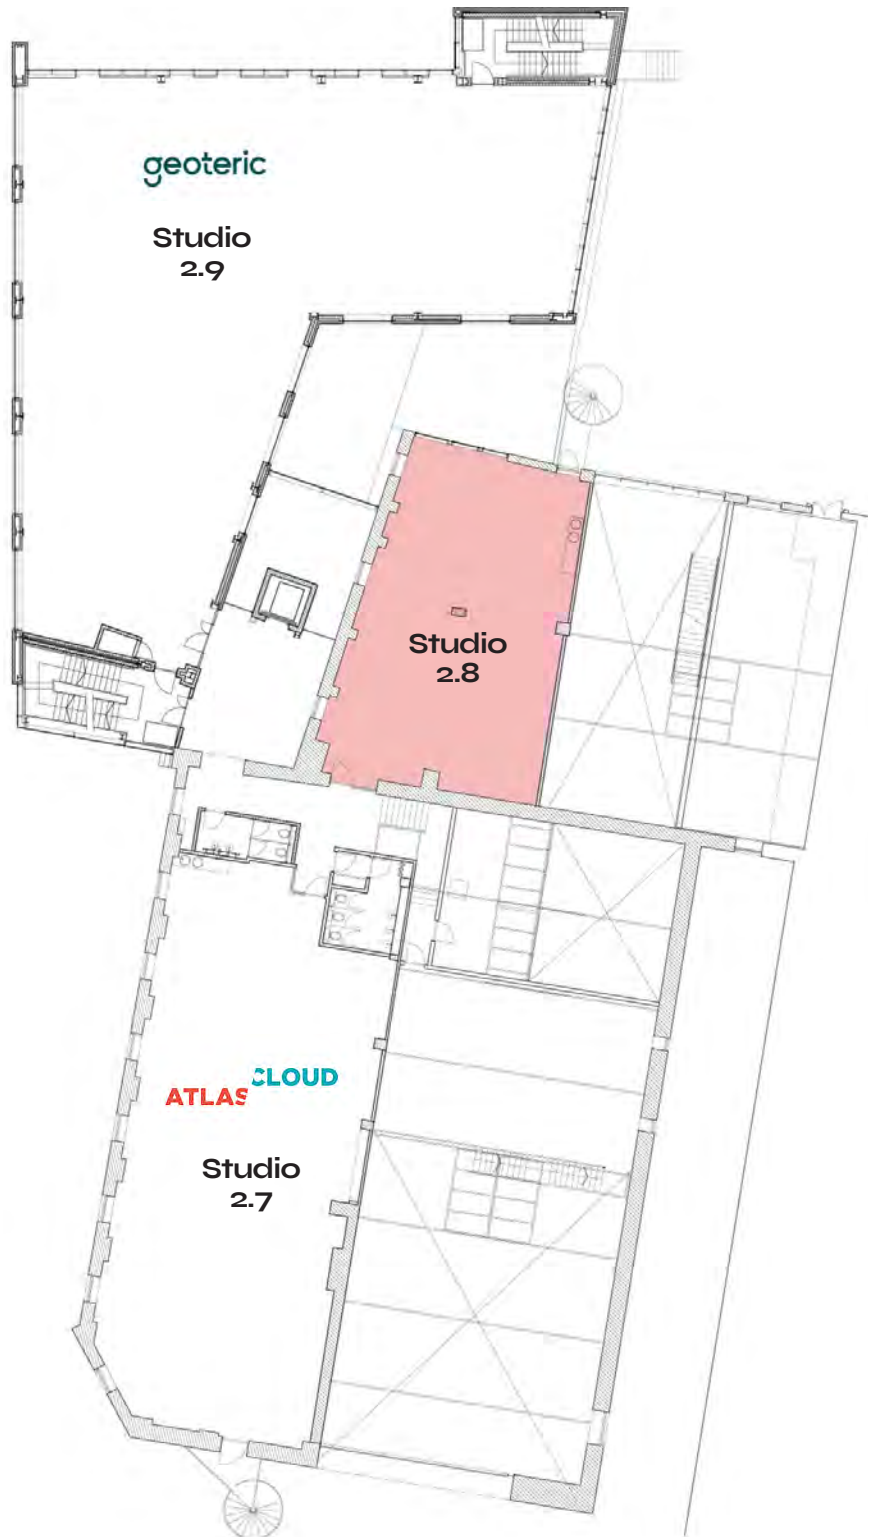 geoteric
Studio
2.9
Studio
2.8
CLOUD
ATLAS
Studio
2.7